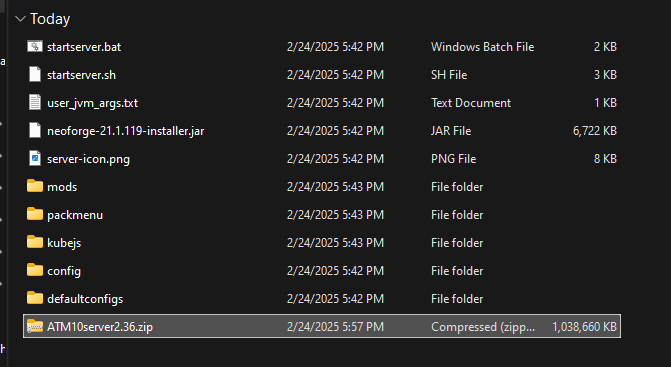 Today
startserver.bat 2/24/2025 5:42 PM Windows Batch File 2 KB
startserver.sh 2/24/2025 5:42 PM SH File 3 KB
user_jvm_args.txt 2/24/2025 5:42 PM Text Document 1 KB
neoforge-21.1.119-installer.jar 2/24/2025 5:42 PM JAR File 6,722 KB
server-icon.png 2/24/2025 5:42 PM PNG File 8 KB
mods 2/24/2025 5:43 PM File folder
packmenu 2/24/2025 5:43 PM File folder
kubejs 2/24/2025 5:43 PM File folder
config 2/24/2025 5:42 PM File folder
defaultconfigs 2/24/2025 5:42 PM File folder
ATM10server2.36.zip 2/24/2025 5:57 PM Compressed (zipp... 1,038,660 KB